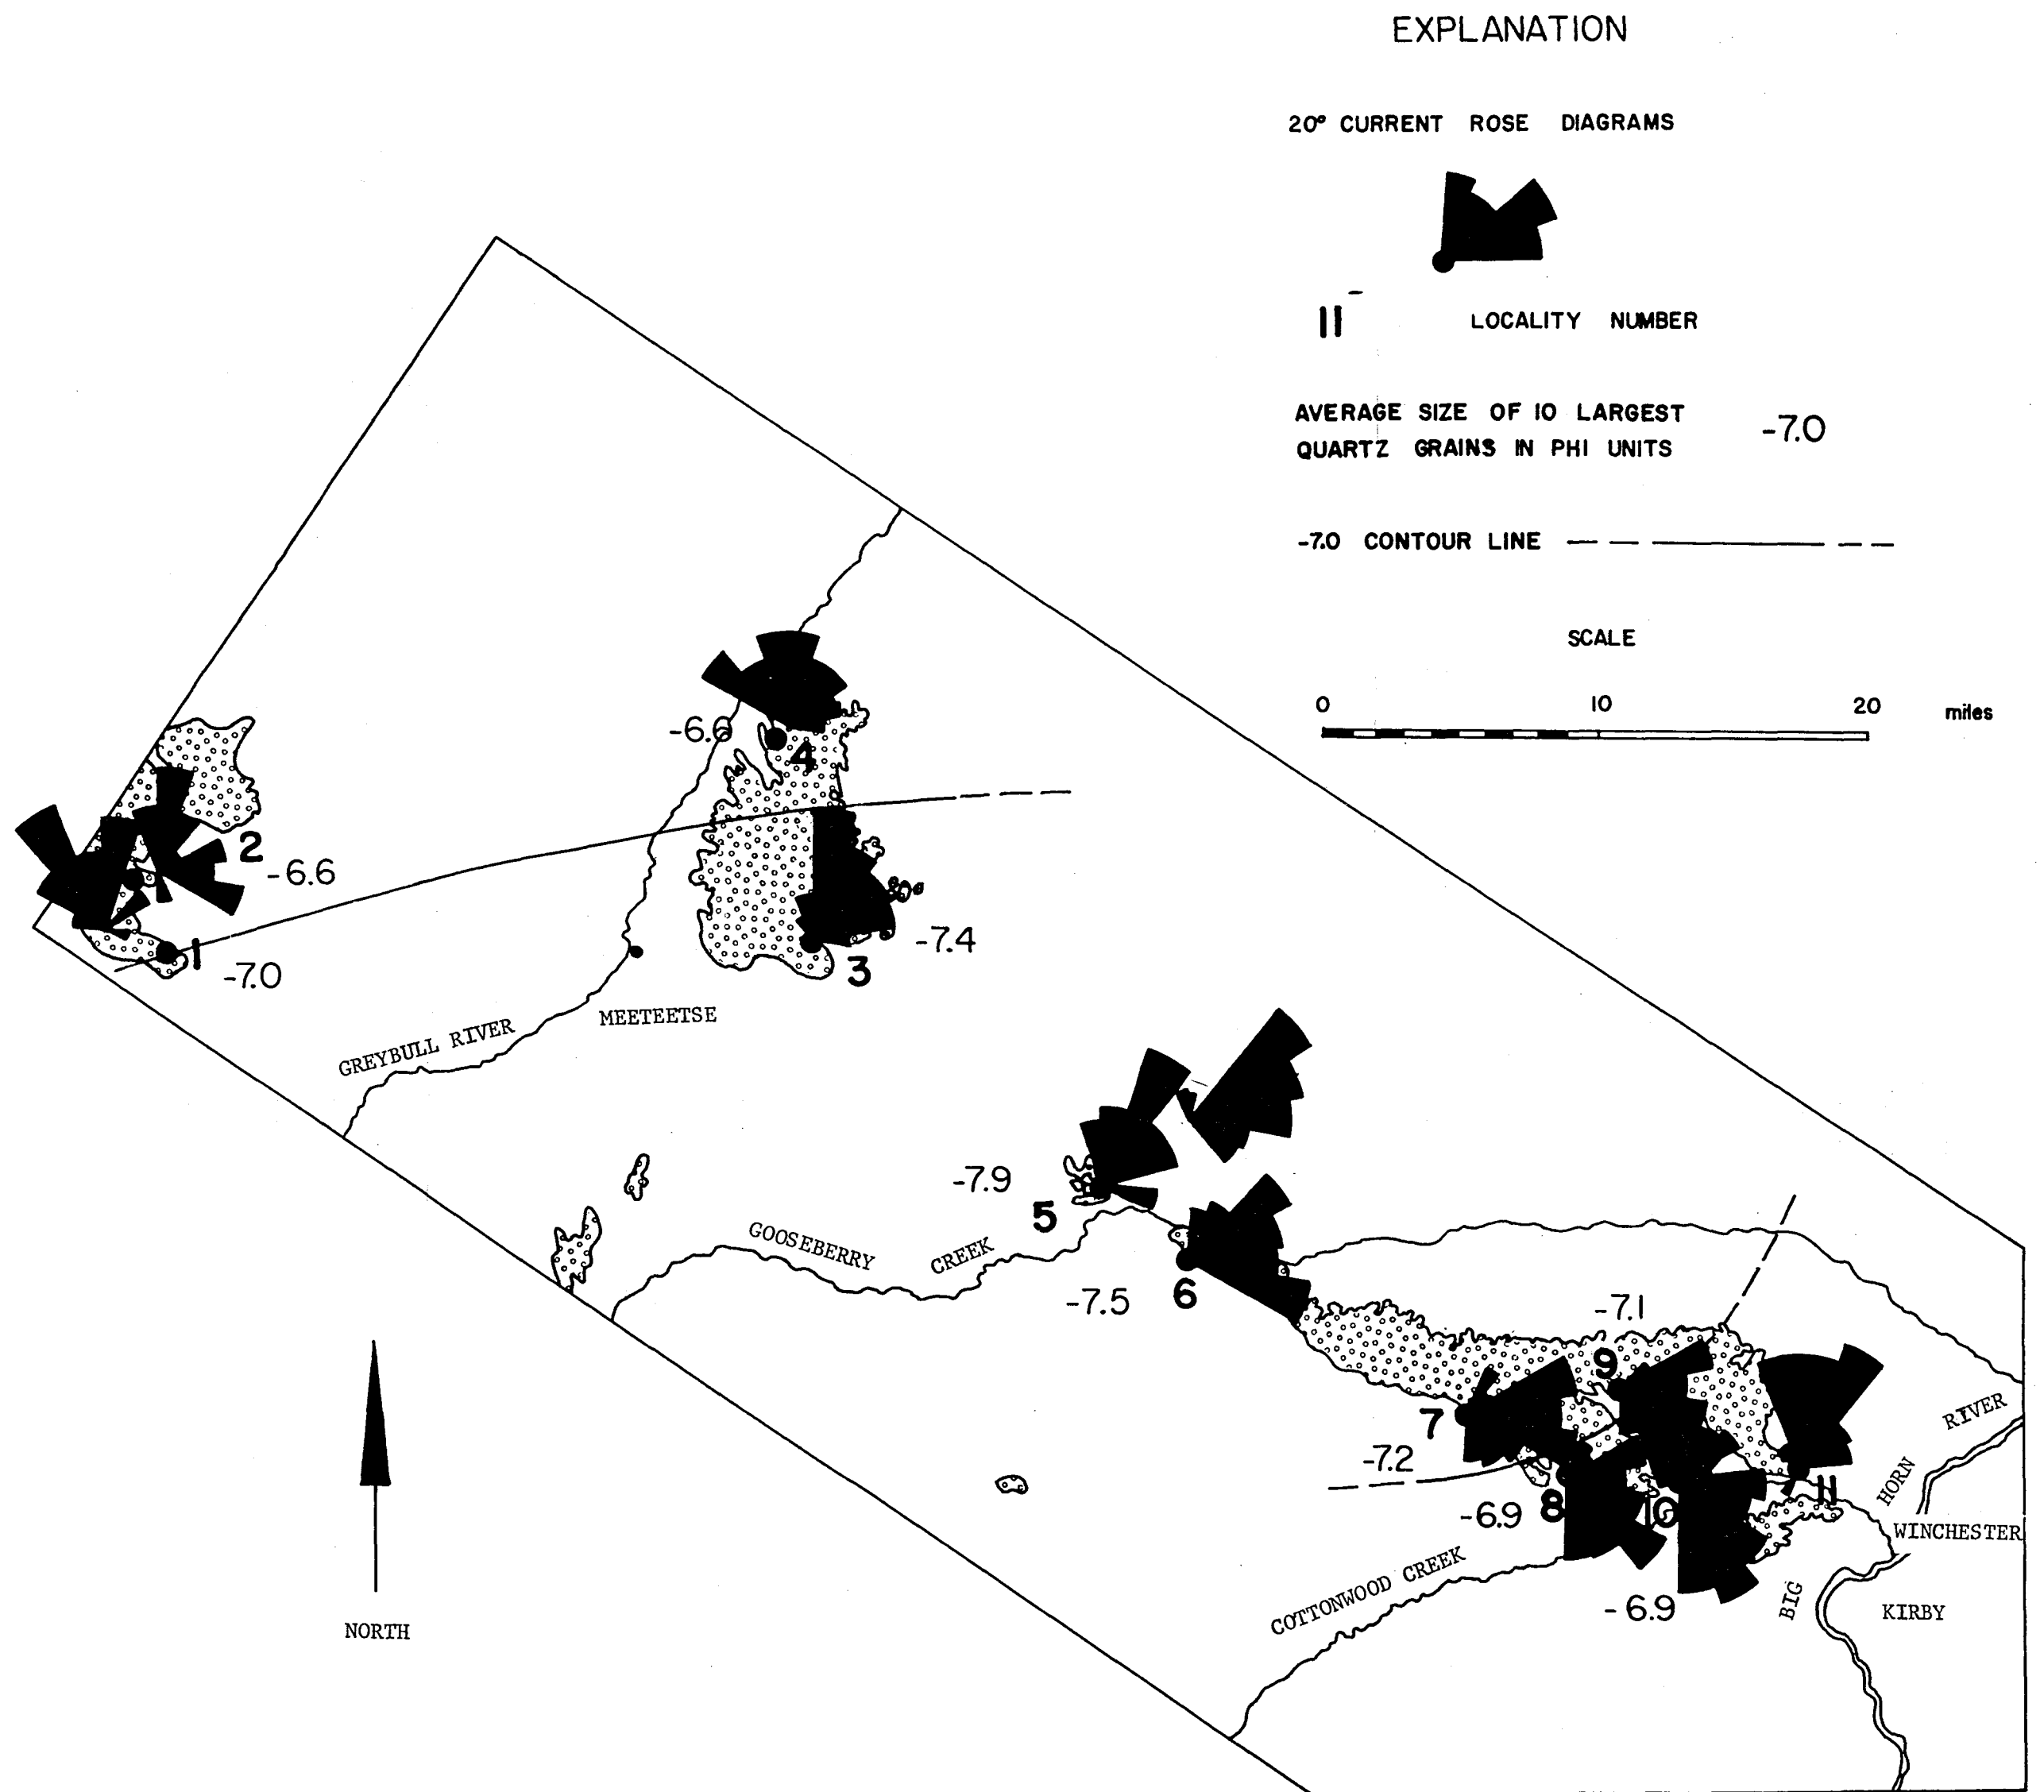 EXPLANATION
20° CURRENT ROSE DIAGRAMS
11 LOCALITY NUMBER
AVERAGE SIZE OF 10 LARGEST
QUARTZ GRAINS IN PHI UNITS
-7.0
-7.0 CONTOUR LINE
SCALE
0 10 20 miles
-6.6
4
2
-6.6
1
-7.0
-7.4
3
MEETEETSE
GREYBULL RIVER
-7.9
5
GOOSEBERRY CREEK
-7.5
6
-7.1
9
7
-7.2
-6.9
8
10
11
HORN
RIVER
WINCHESTER
COTTONWOOD CREEK
-6.9
BIG
KIRBY
NORTH